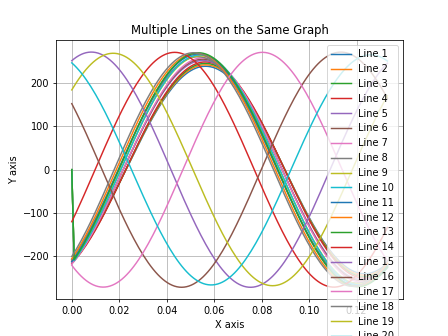 Multiple Lines on the Same Graph
Y axis
200
100
0
−100
−200
0.00
0.02
0.04
0.06
0.08
0.10
X axis
Line 1
Line 2
Line 3
Line 4
Line 5
Line 6
Line 7
Line 8
Line 9
Line 10
Line 11
Line 12
Line 13
Line 14
Line 15
Line 16
Line 17
Line 18
Line 19
Line 20